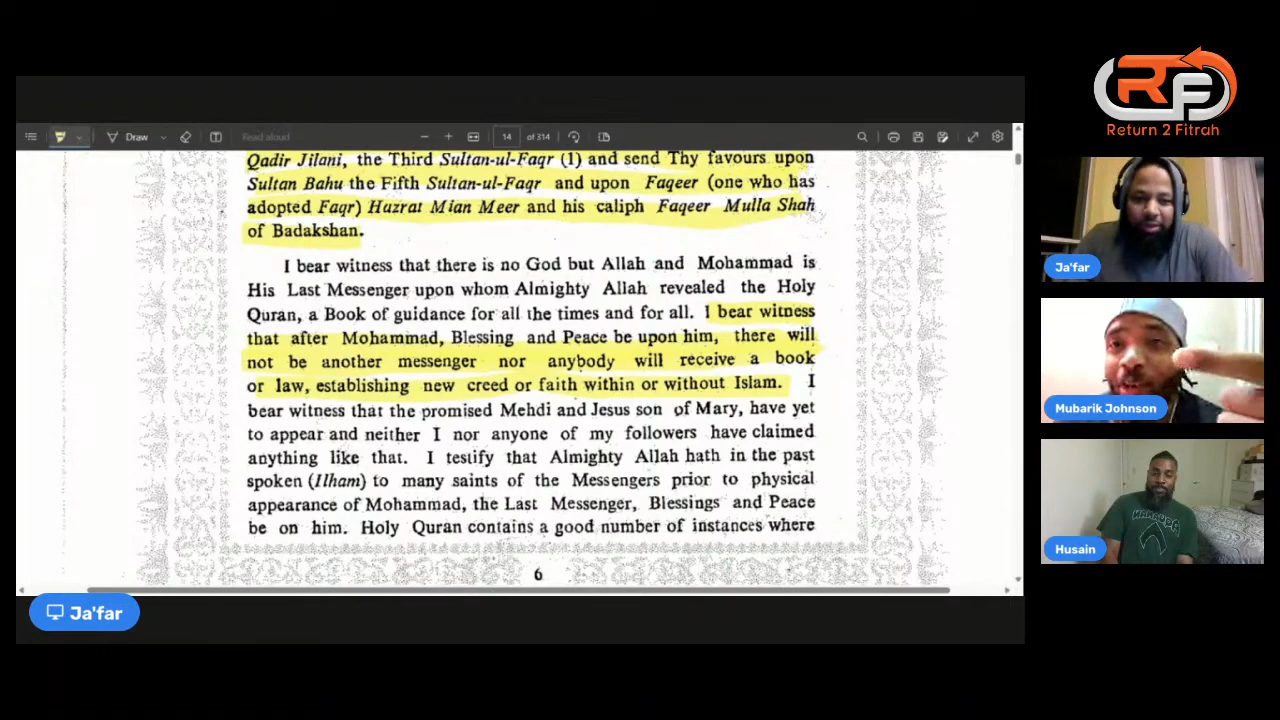 Draw
Read aloud
14
of 314
Qadir Jilani, the Third Sultan-ul-Faqr (1) and send Thy favours upon
Sultan Bahu the Fifth Sultan-ul-Faqr and upon Faqeer (one who has
adopted Faqr) Hazrat Mian Meer and his caliph Faqeer Mulla Shah
of Badakshan.
I bear witness that there is no God but Allah and Mohammad is
His Last Messenger upon whom Almighty Allah revealed the Holy
Quran, a Book of guidance for all the times and for all. I bear witness
that after Mohammad, Blessing and Peace be upon him, there will
not be another messenger nor anybody will receive a book
or law, establishing new creed or faith within or without Islam. I
bear witness that the promised Mehdi and Jesus son of Mary, have yet
to appear and neither I nor anyone of my followers have claimed
anything like that. I testify that Almighty Allah hath in the past
spoken (Ilham) to many saints of the Messengers prior to physical
appearance of Mohammad, the Last Messenger, Blessings and Peace
be on him. Holy Quran contains a good number of instances where
6
Ja'far
RF
Return 2 Fitrah
Ja'far
Mubarik Johnson
Husain